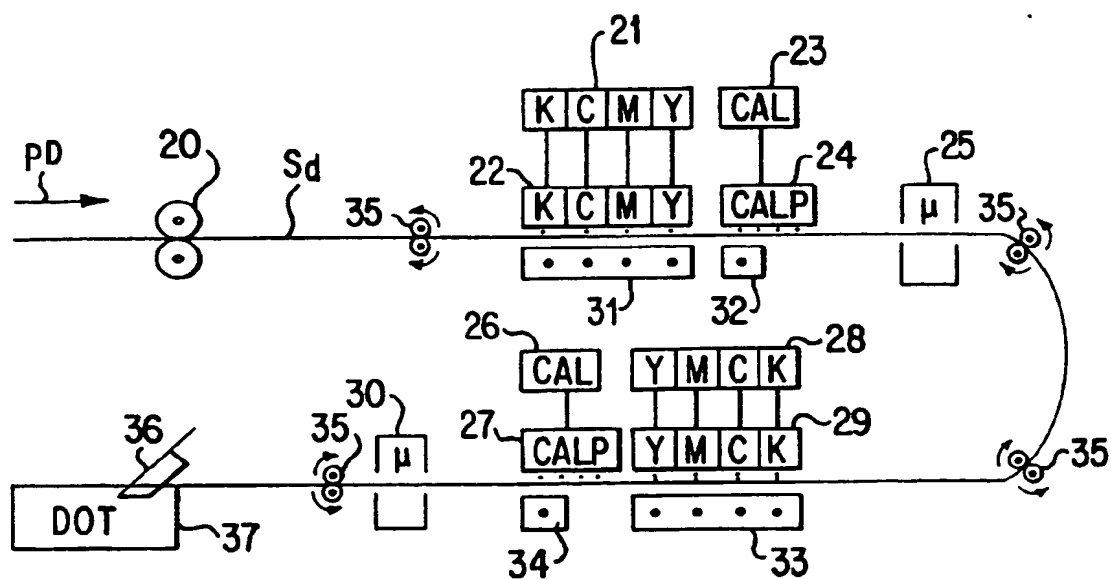 21
23
K C M Y
CAL
PD
20
Sd
22
24
25
35
K C M Y
CALP
μ
35
31
32
26
28
CAL
Y M C K
30
27
29
36
35
μ
CALP
Y M C K
35
DOT
37
34
33